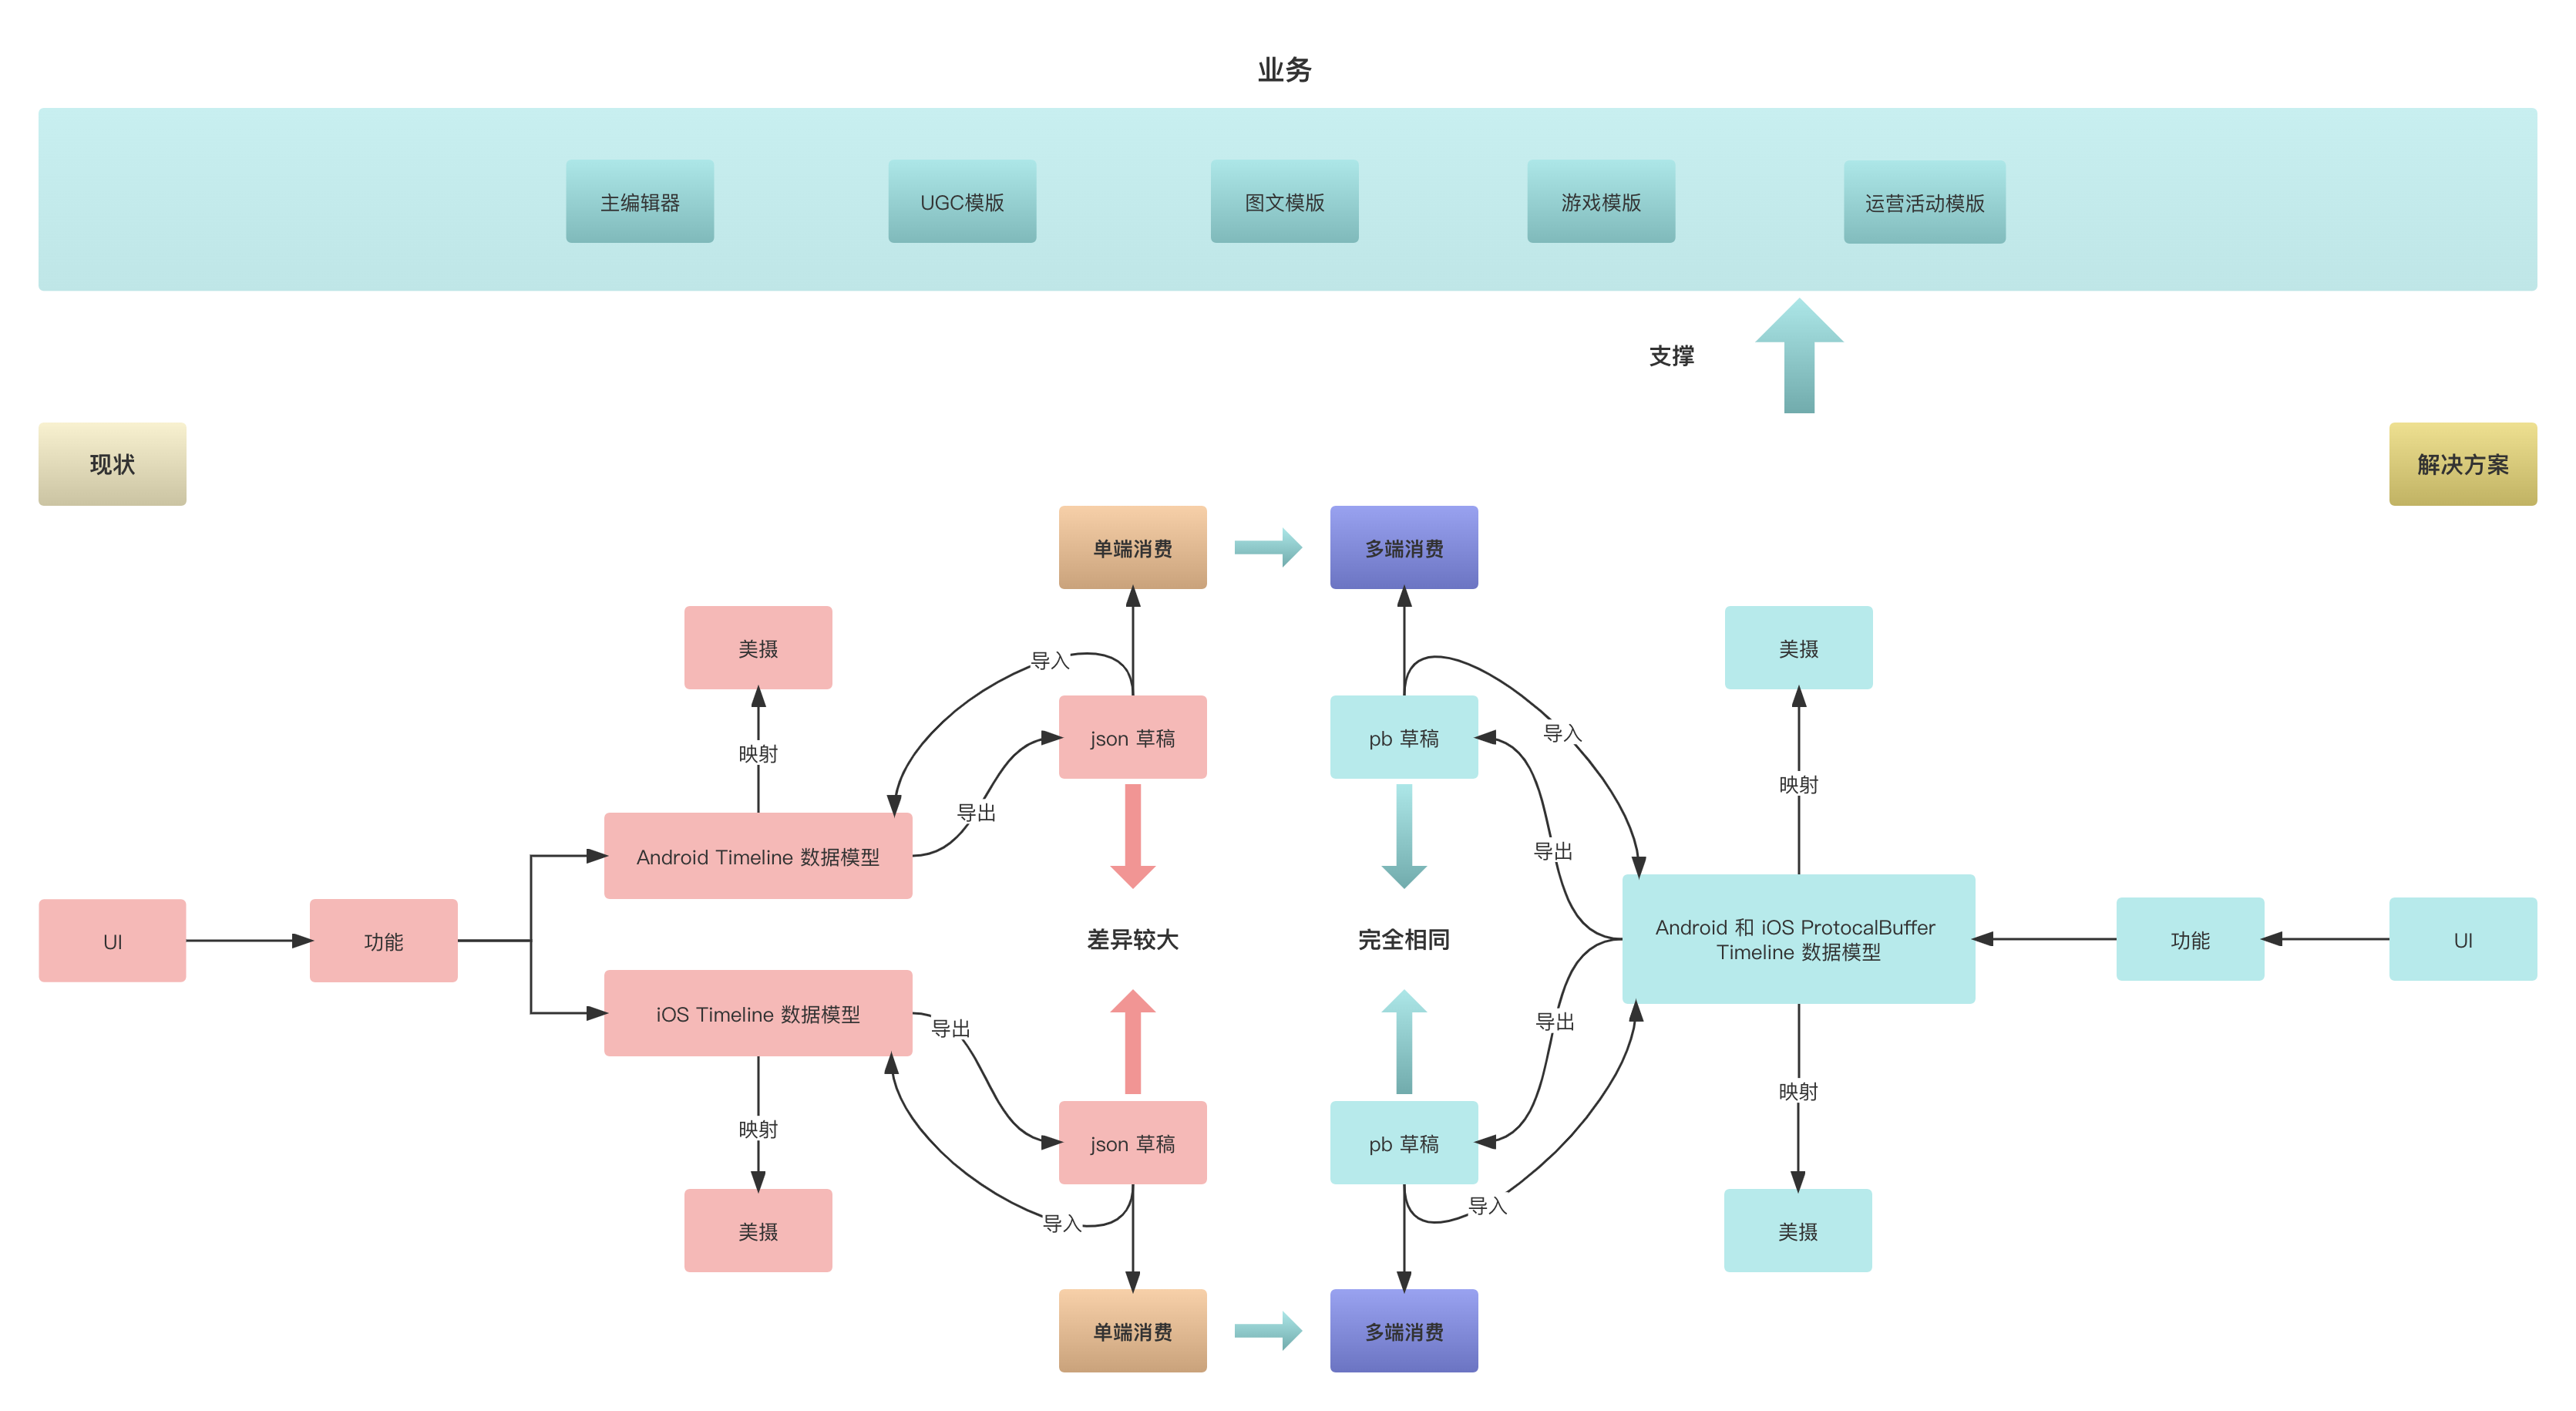 业务
主编辑器
UGC模版
图文模版
游戏模版
运营活动模版
支撑
现状
解决方案
单端消费
多端消费
美摄
美摄
导入
json 草稿
pb 草稿
导入
映射
映射
导出
导出
Android Timeline 数据模型
UI
功能
差异较大
完全相同
Android 和 iOS ProtocalBuffer
Timeline 数据模型
功能
UI
iOS Timeline 数据模型
导出
导出
映射
映射
json 草稿
pb 草稿
导入
导入
美摄
美摄
单端消费
多端消费